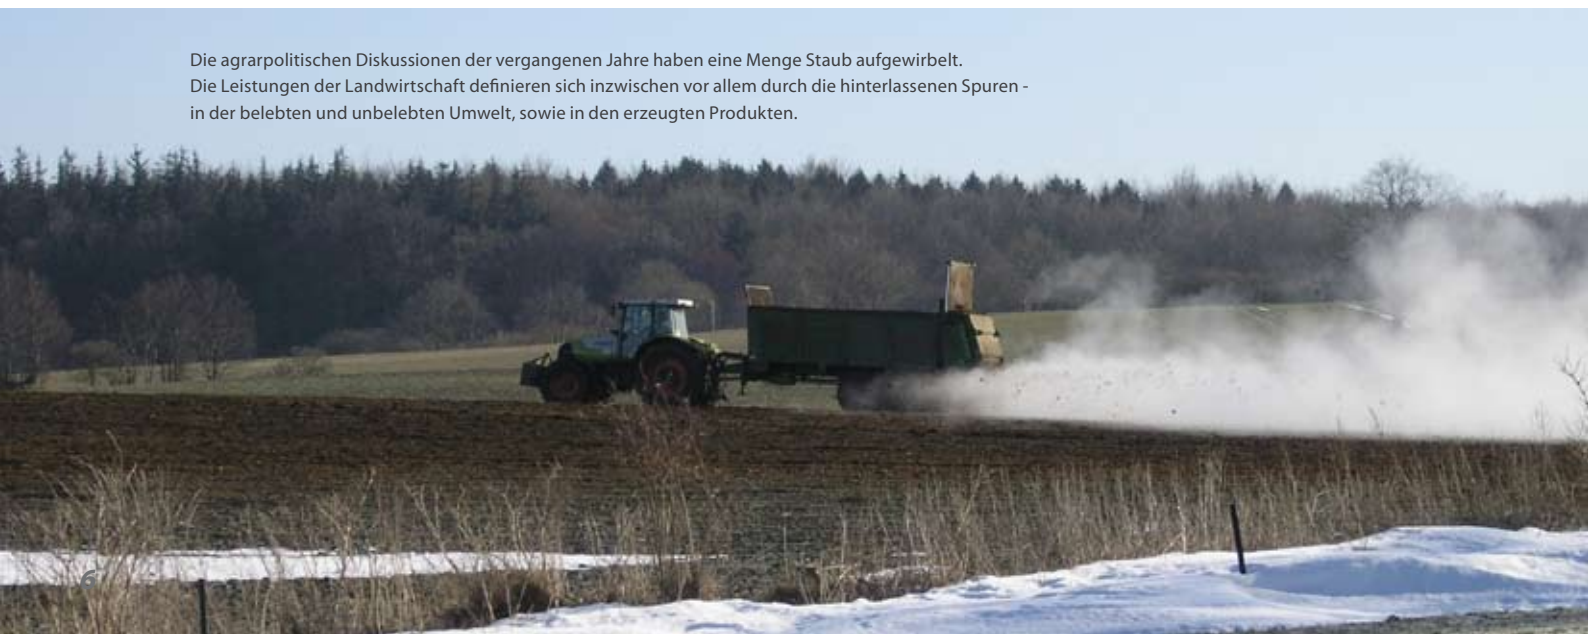 Die agrarpolitischen Diskussionen der vergangenen Jahre haben eine Menge Staub aufgewirbelt.
Die Leistungen der Landwirtschaft definieren sich inzwischen vor allem durch die hinterlassenen Spuren -
in der belebten und unbelebten Umwelt, sowie in den erzeugten Produkten.
6